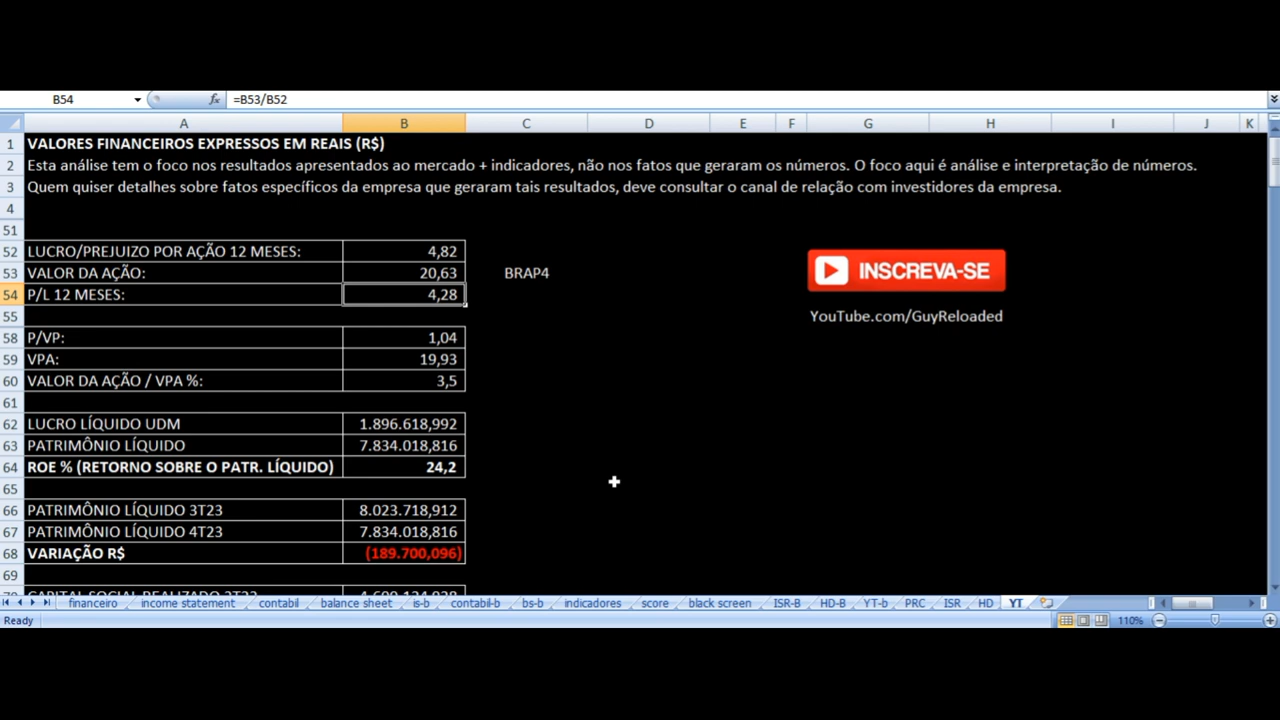 B54 fx =B53/B52
A B C D E F G H I J K
1 VALORES FINANCEIROS EXPRESSOS EM REAIS (R$)
2 Esta análise tem o foco nos resultados apresentados ao mercado + indicadores, não nos fatos que geraram os números. O foco aqui é análise e interpretação de números.
3 Quem quiser detalhes sobre fatos específicos da empresa que geraram tais resultados, deve consultar o canal de relação com investidores da empresa.
4
51
52 LUCRO/PREJUIZO POR AÇÃO 12 MESES: 4,82
53 VALOR DA AÇÃO: 20,63 BRAP4
INSCREVA-SE
54 P/L 12 MESES: 4,28
55 YouTube.com/GuyReloaded
58 P/VP: 1,04
59 VPA: 19,93
60 VALOR DA AÇÃO / VPA %: 3,5
61
62 LUCRO LÍQUIDO UDM 1.896.618,992
63 PATRIMÔNIO LÍQUIDO 7.834.018,816
64 ROE % (RETORNO SOBRE O PATR. LÍQUIDO) 24,2
65
66 PATRIMÔNIO LÍQUIDO 3T23 8.023.718,912
67 PATRIMÔNIO LÍQUIDO 4T23 7.834.018,816
68 VARIAÇÃO R$ (189.700,096)
69
financeiro income statement contabil balance sheet is-b contabil-b bs-b indicadores score black screen ISR-B HD-B YT-b PRC ISR HD YT
Ready 110%